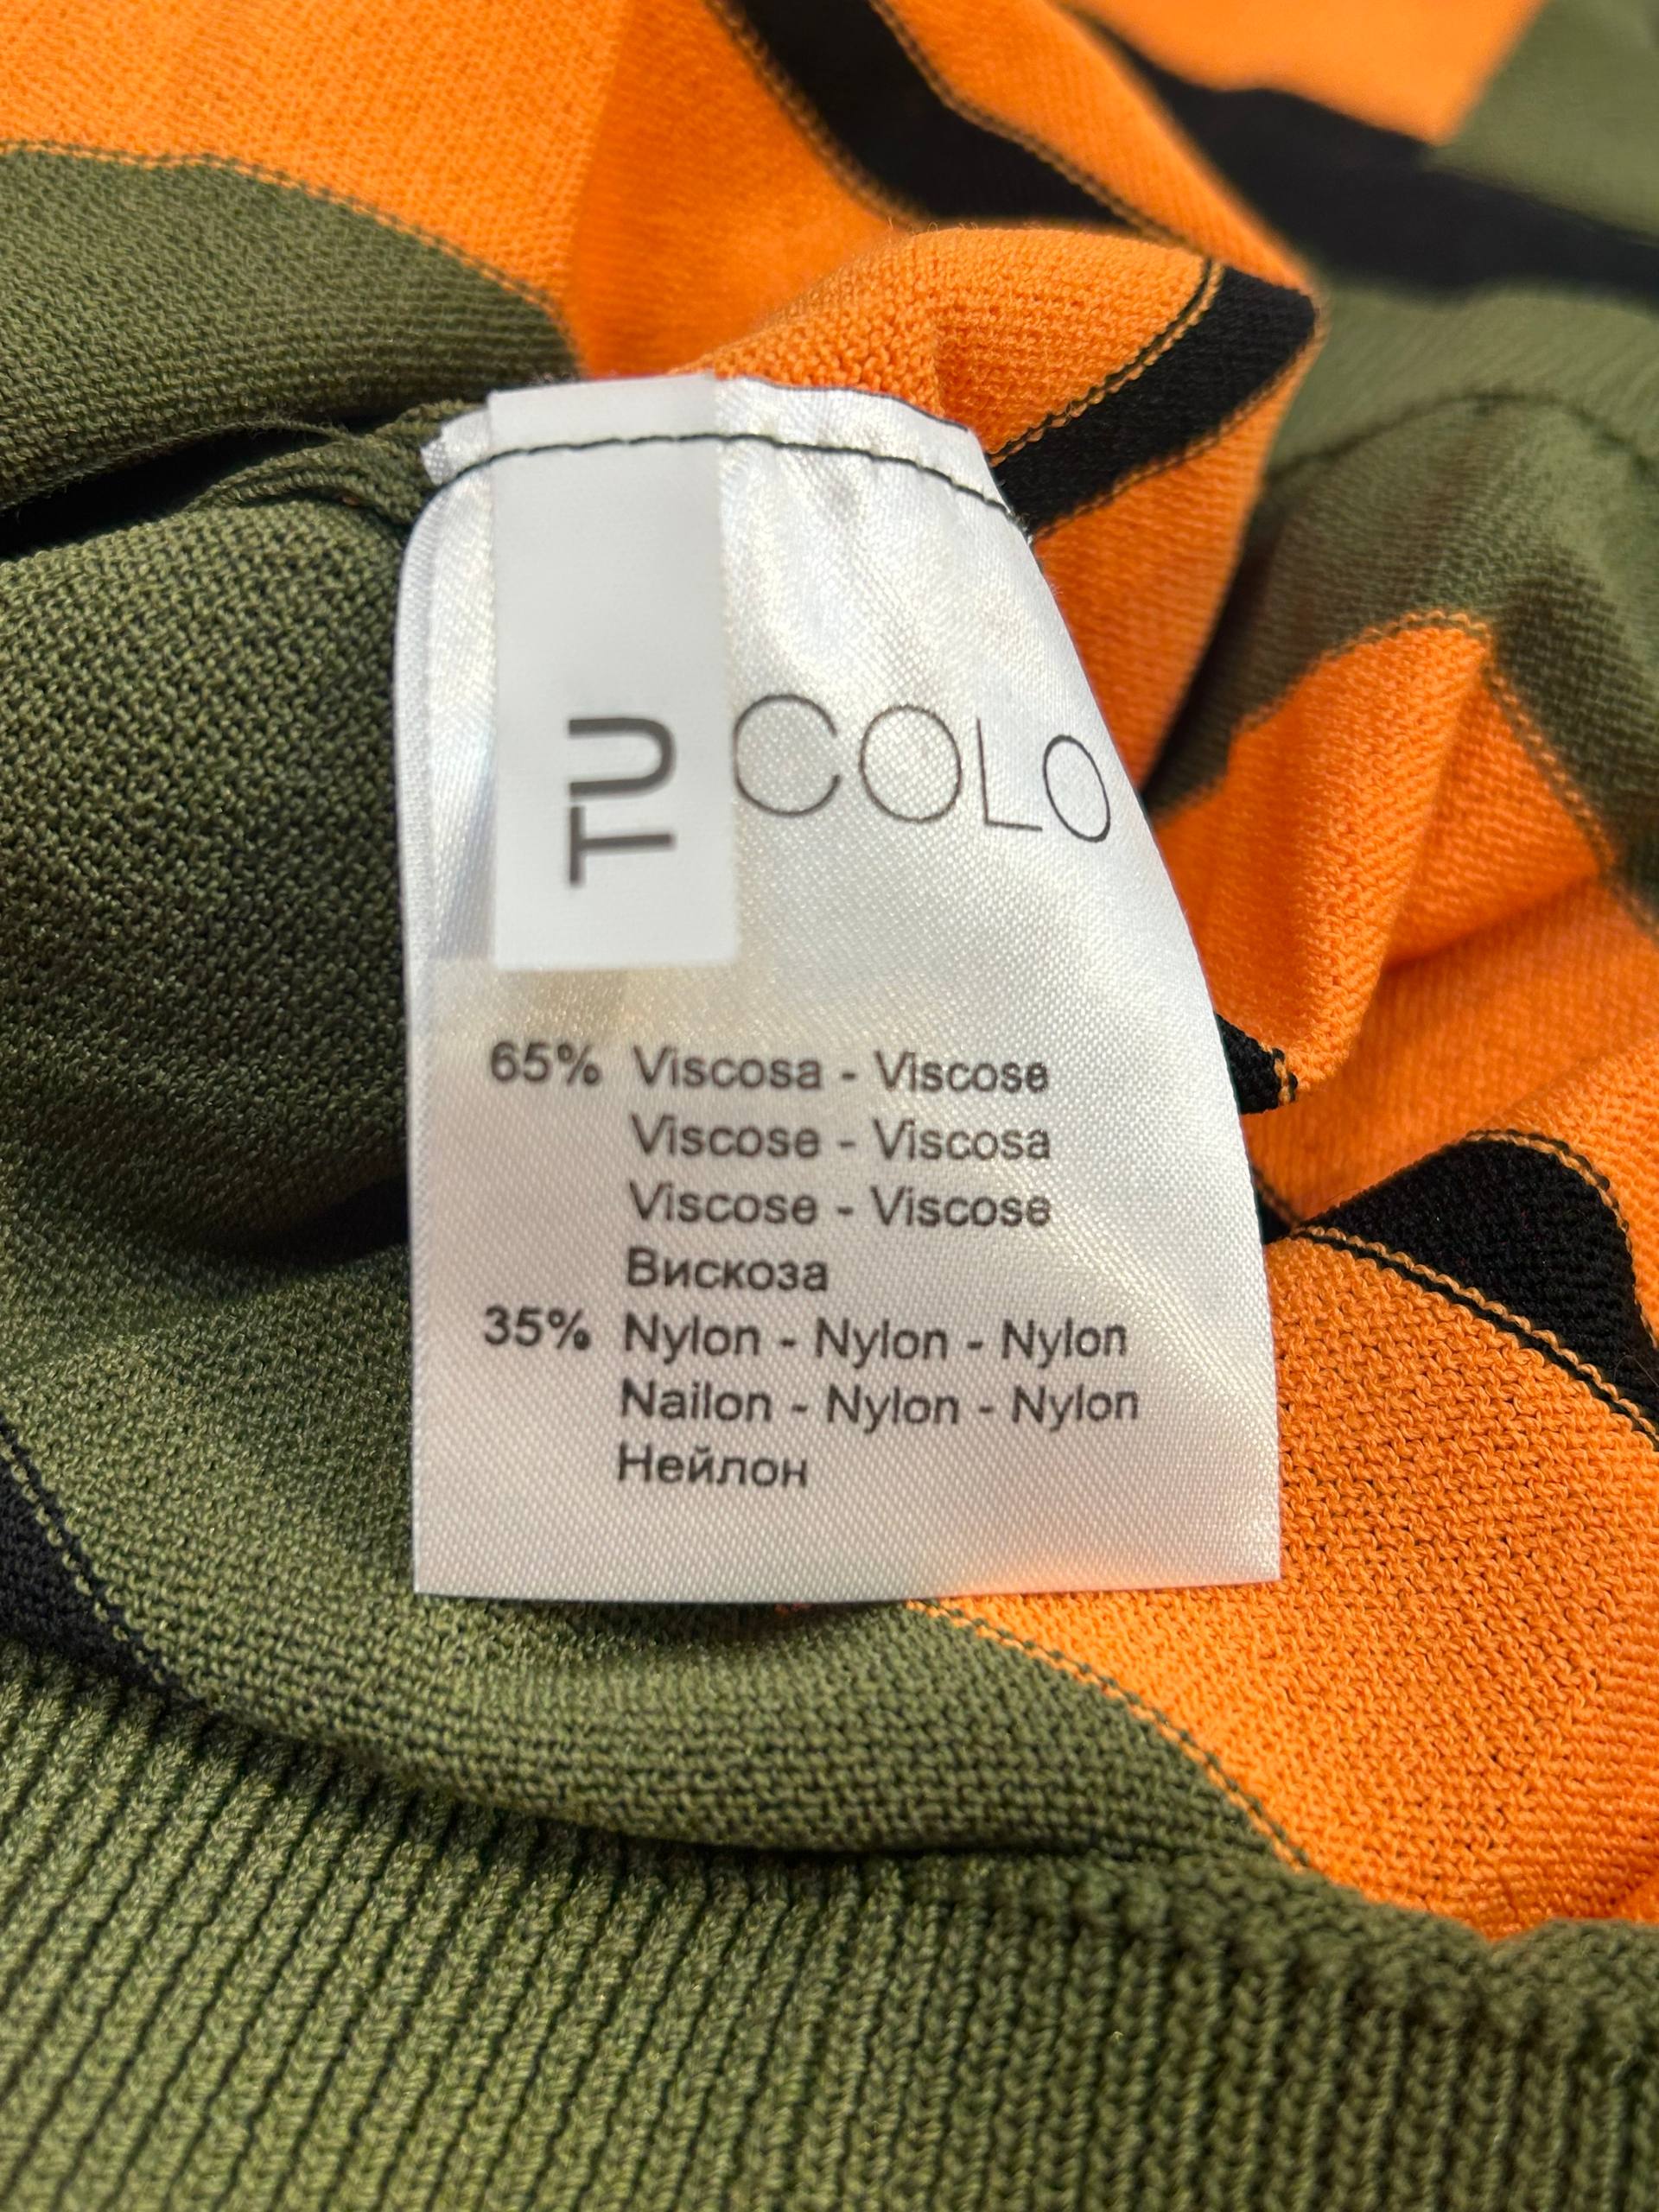 TU
COLO
65% Viscosa - Viscose
Viscose - Viscosa
Viscose - Viscose
Вискоза
35% Nylon - Nylon - Nylon
Nailon - Nylon - Nylon
Нейлон